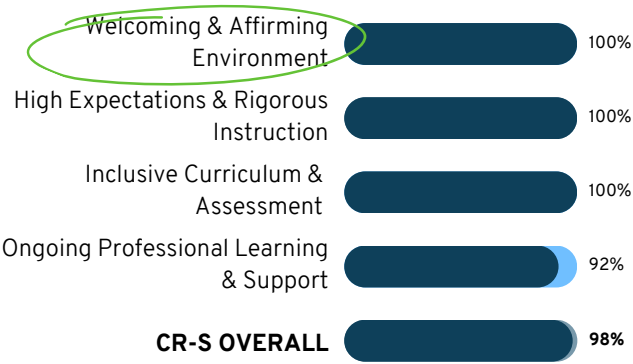 Welcoming & Affirming
Environment
100%
High Expectations & Rigorous
Instruction
100%
Inclusive Curriculum &
Assessment
100%
Ongoing Professional Learning
& Support
92%
CR-S OVERALL
98%